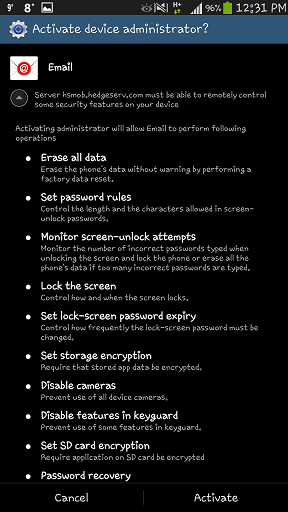 9° 8° H+ 96% 12:31 PM
Activate device administrator?
Email
Server hsmob.hedgeserv.com must be able to remotely control
some security features on your device
Activating administrator will allow Email to perform following
operations
Erase all data
Erase the phone's data without warning by performing a
factory data reset.
Set password rules
Control the length and the characters allowed in screen-
unlock passwords.
Monitor screen-unlock attempts
Monitor the number of incorrect passwords typed when
unlocking the screen and lock the phone or erase all the
phone's data if too many incorrect passwords are typed.
Lock the screen
Control how and when the screen locks.
Set lock-screen password expiry
Control how frequently the lock-screen password must be
changed.
Set storage encryption
Require that stored app data be encrypted.
Disable cameras
Prevent use of all device cameras.
Disable features in keyguard
Prevent use of some features in keyguard.
Set SD card encryption
Require application on SD card be encrypted
Password recovery
Cancel
Activate